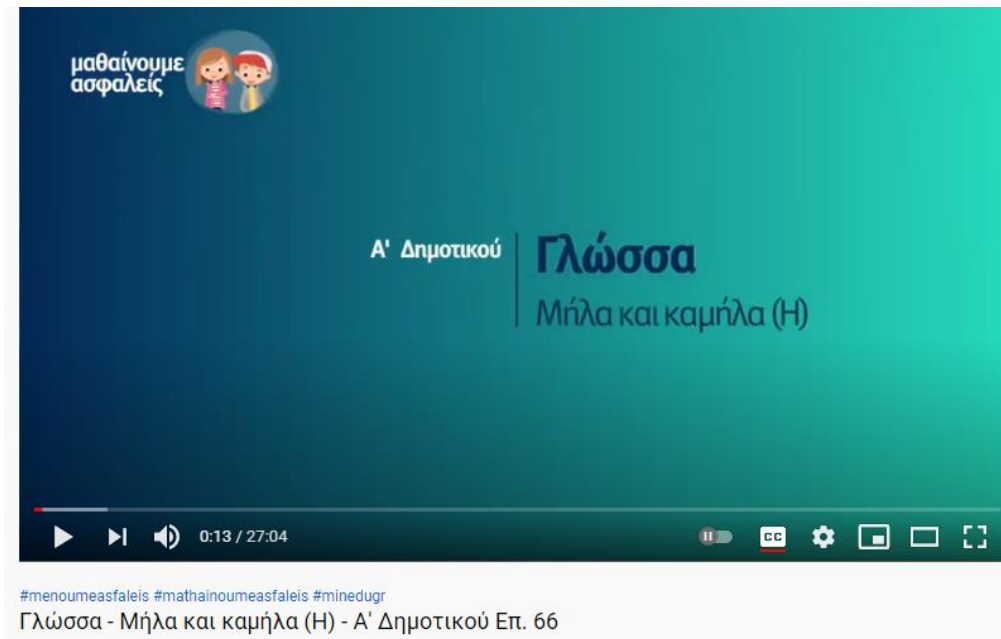 μαθαίνουμε
ασφαλείς
Α' Δημοτικού
Γλώσσα
Μήλα και καμήλα (Η)
0:13 / 27:04
CC
#menoumeasfaleis #mathainoumeasfaleis #minedugr
Γλώσσα - Μήλα και καμήλα (Η) - Α' Δημοτικού Επ. 66